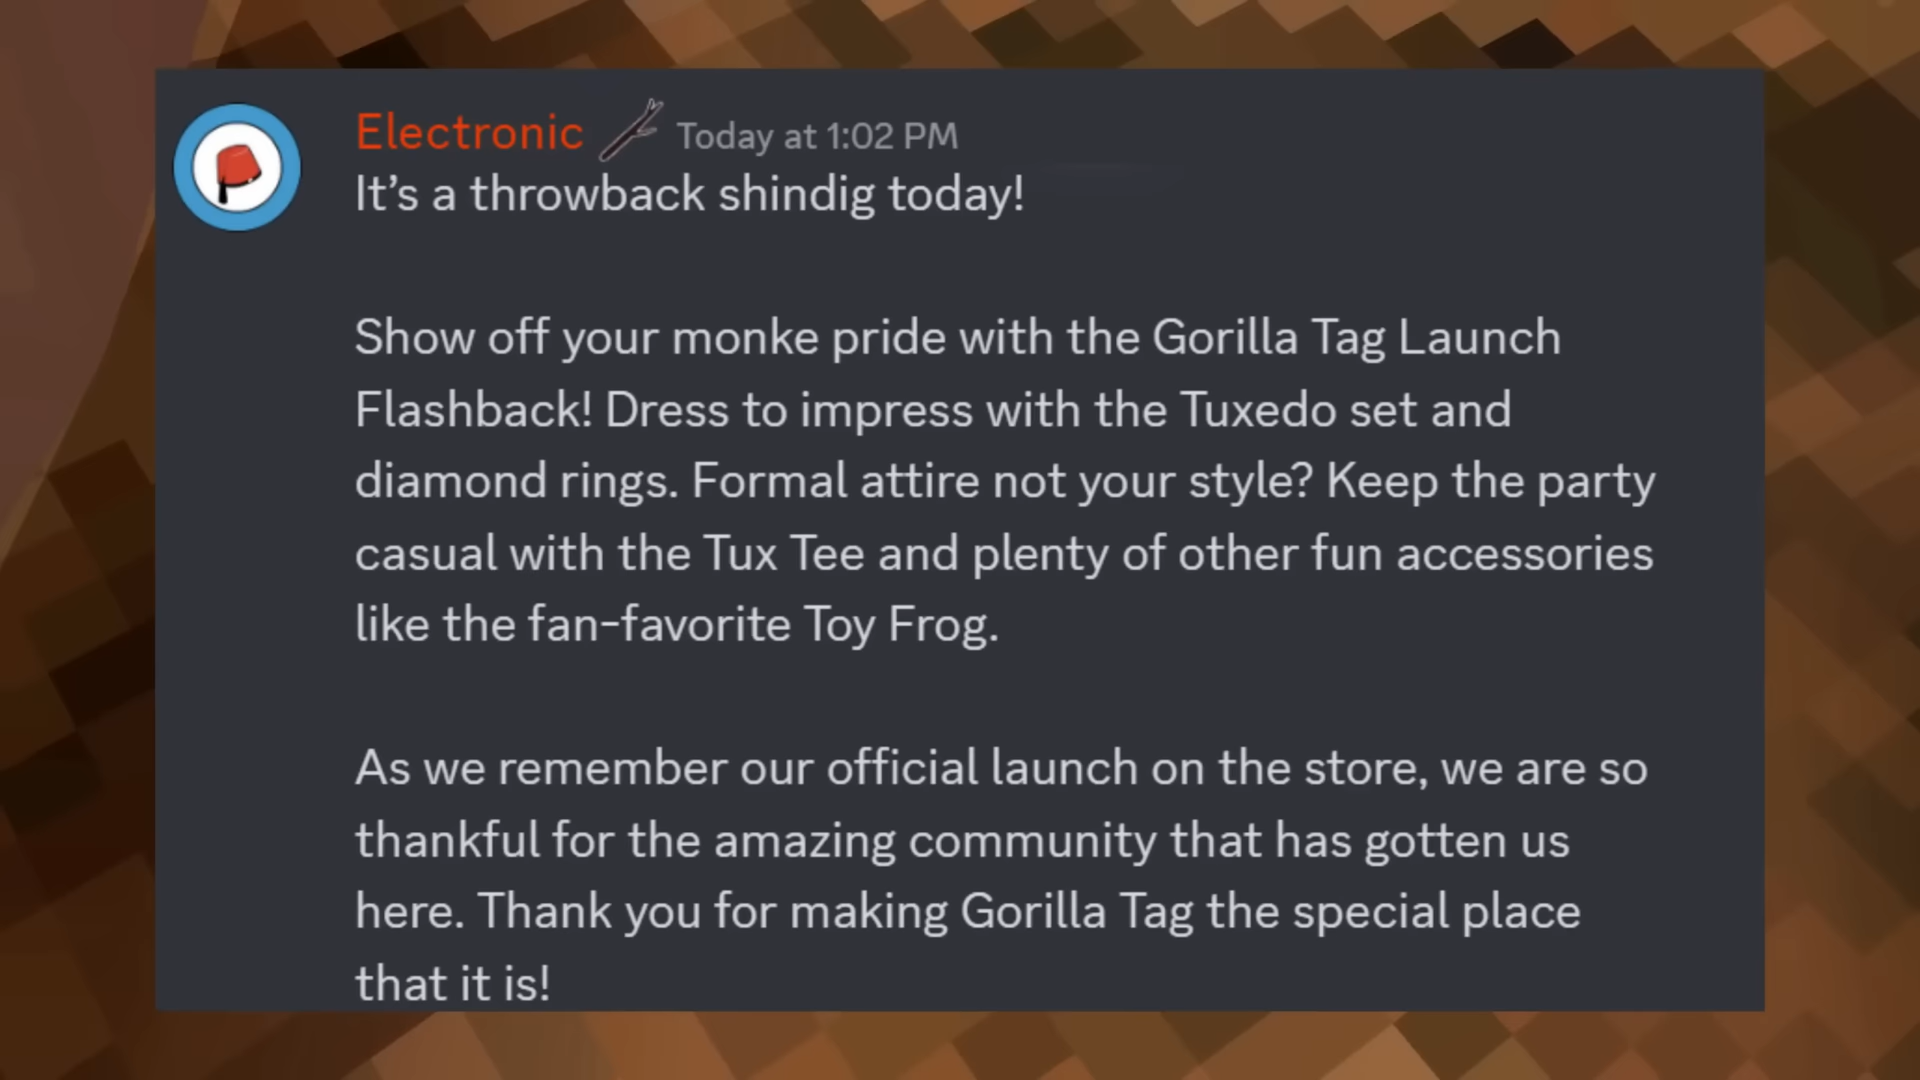 Electronic Today at 1:02 PM
It’s a throwback shindig today!
Show off your monke pride with the Gorilla Tag Launch
Flashback! Dress to impress with the Tuxedo set and
diamond rings. Formal attire not your style? Keep the party
casual with the Tux Tee and plenty of other fun accessories
like the fan-favorite Toy Frog.
As we remember our official launch on the store, we are so
thankful for the amazing community that has gotten us
here. Thank you for making Gorilla Tag the special place
that it is!